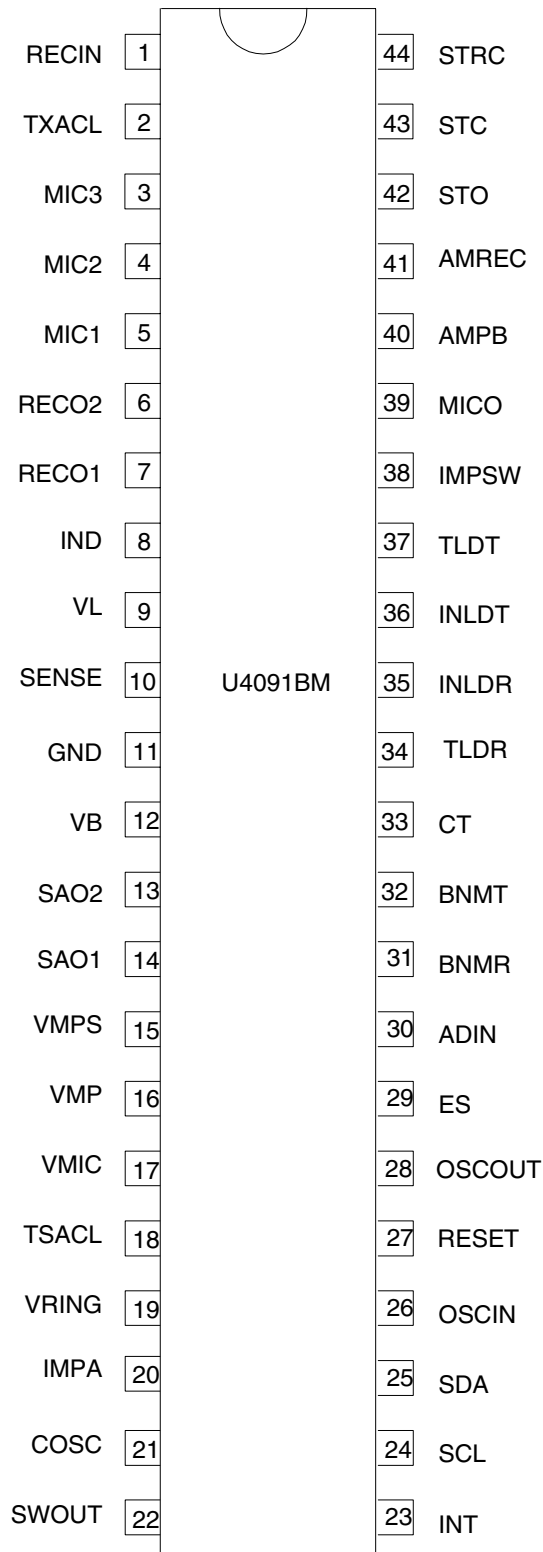 RECIN 1 44 STRC
TXACL 2 43 STC
MIC3 3 42 STO
MIC2 4 41 AMREC
MIC1 5 40 AMPB
RECO2 6 39 MICO
RECO1 7 38 IMPSW
IND 8 37 TLDT
VL 9 36 INLDT
SENSE 10 U4091BM 35 INLDR
GND 11 34 TLDR
VB 12 33 CT
SAO2 13 32 BNMT
SAO1 14 31 BNMR
VMPS 15 30 ADIN
VMP 16 29 ES
VMIC 17 28 OSCOUT
TSACL 18 27 RESET
VRING 19 26 OSCIN
IMPA 20 25 SDA
COSC 21 24 SCL
SWOUT 22 23 INT